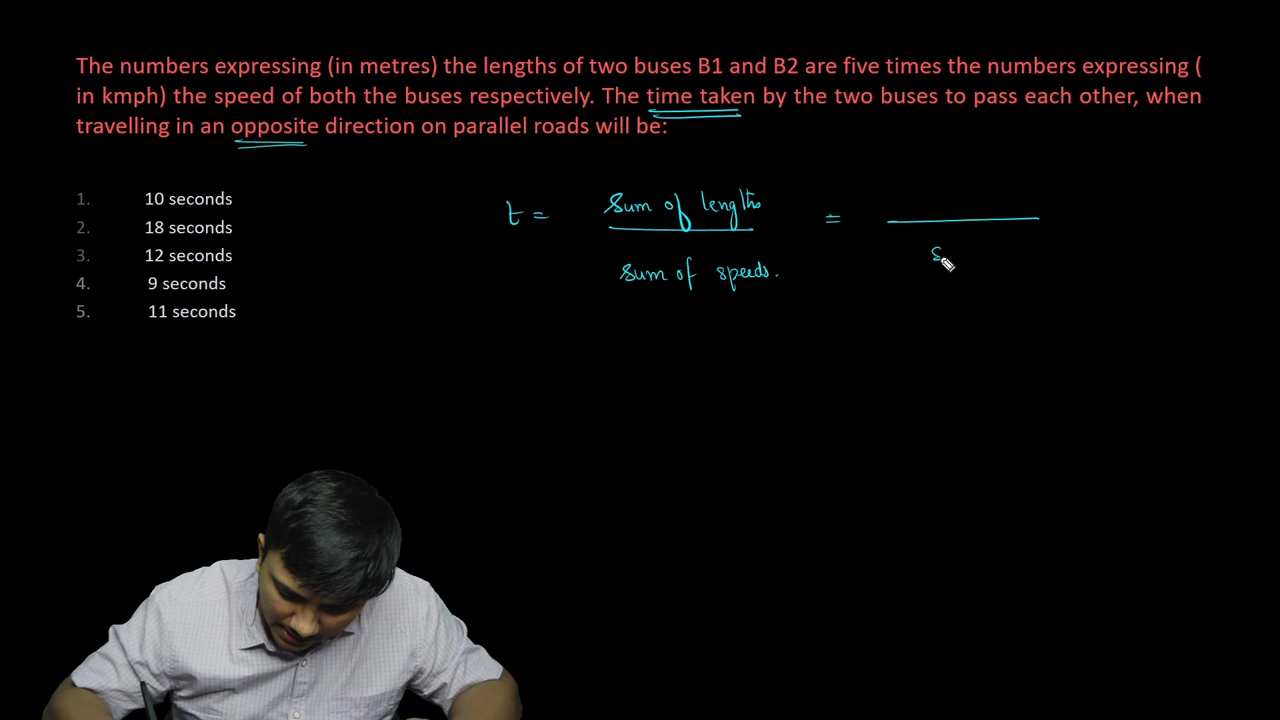 The numbers expressing (in metres) the lengths of two buses B1 and B2 are five times the numbers expressing (
in kmph) the speed of both the buses respectively. The time taken by the two buses to pass each other, when
travelling in an opposite direction on parallel roads will be:
1. 10 seconds
2. 18 seconds
3. 12 seconds
4. 9 seconds
5. 11 seconds
t = Sum of lengths =
Sum of speeds. s